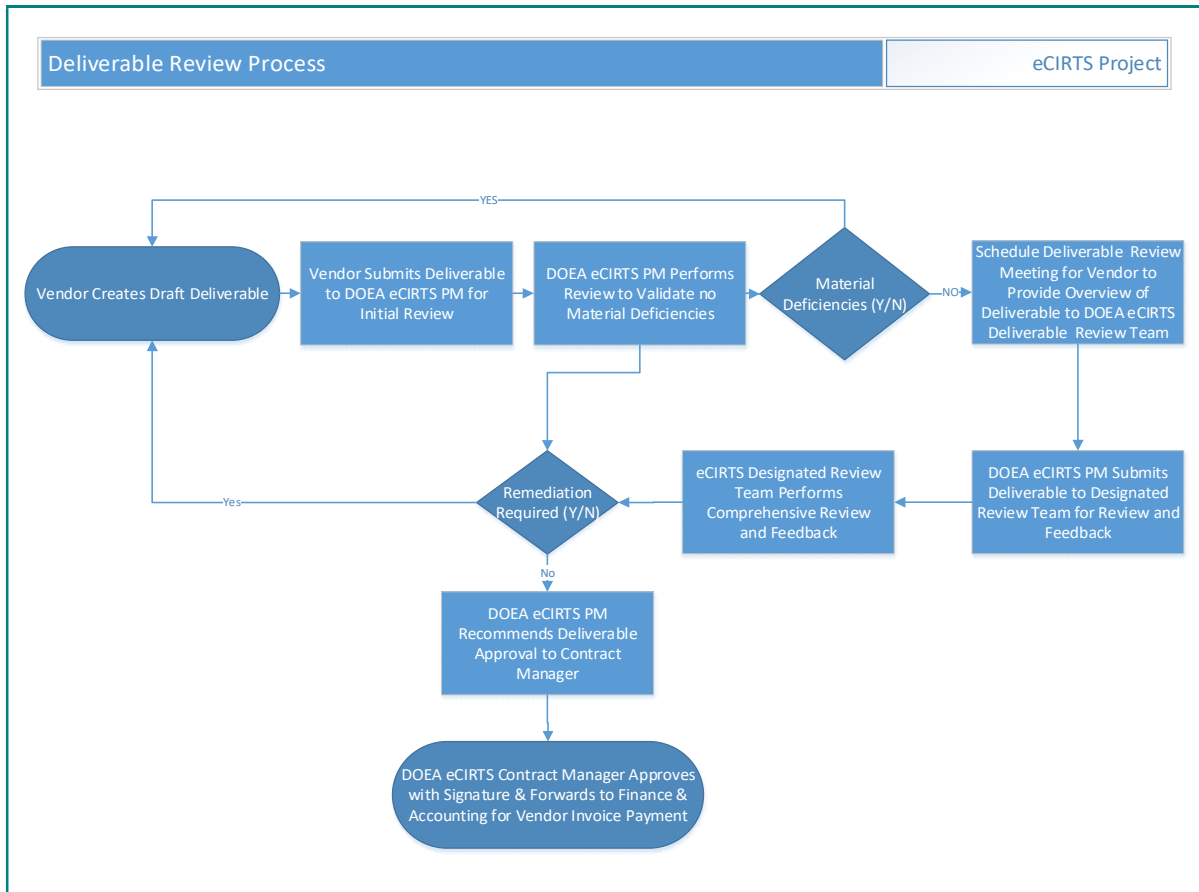 Deliverable Review Process
eCIRTS Project
YES
Vendor Creates Draft Deliverable
Vendor Submits Deliverable
to DOEA eCIRTS PM for
Initial Review
DOEA eCIRTS PM Performs
Review to Validate no
Material Deficiencies
Material
Deficiencies (Y/N)
NO
Schedule Deliverable Review
Meeting for Vendor to
Provide Overview of
Deliverable to DOEA eCIRTS
Deliverable Review Team
Yes
Remediation
Required (Y/N)
eCIRTS Designated Review
Team Performs
Comprehensive Review
and Feedback
DOEA eCIRTS PM Submits
Deliverable to Designated
Review Team for Review and
Feedback
No
DOEA eCIRTS PM
Recommends Deliverable
Approval to Contract
Manager
DOEA eCIRTS Contract Manager Approves
with Signature & Forwards to Finance &
Accounting for Vendor Invoice Payment